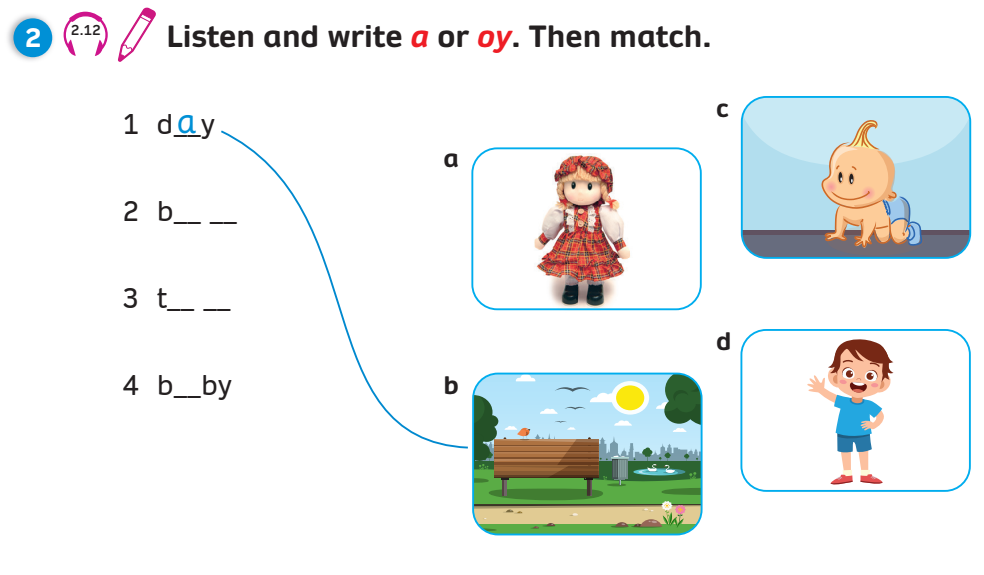 2 2.12 Listen and write a or oy. Then match.
1 d_a_y
2 b__ __
3 t__ __
4 b__by
a
b
c
d